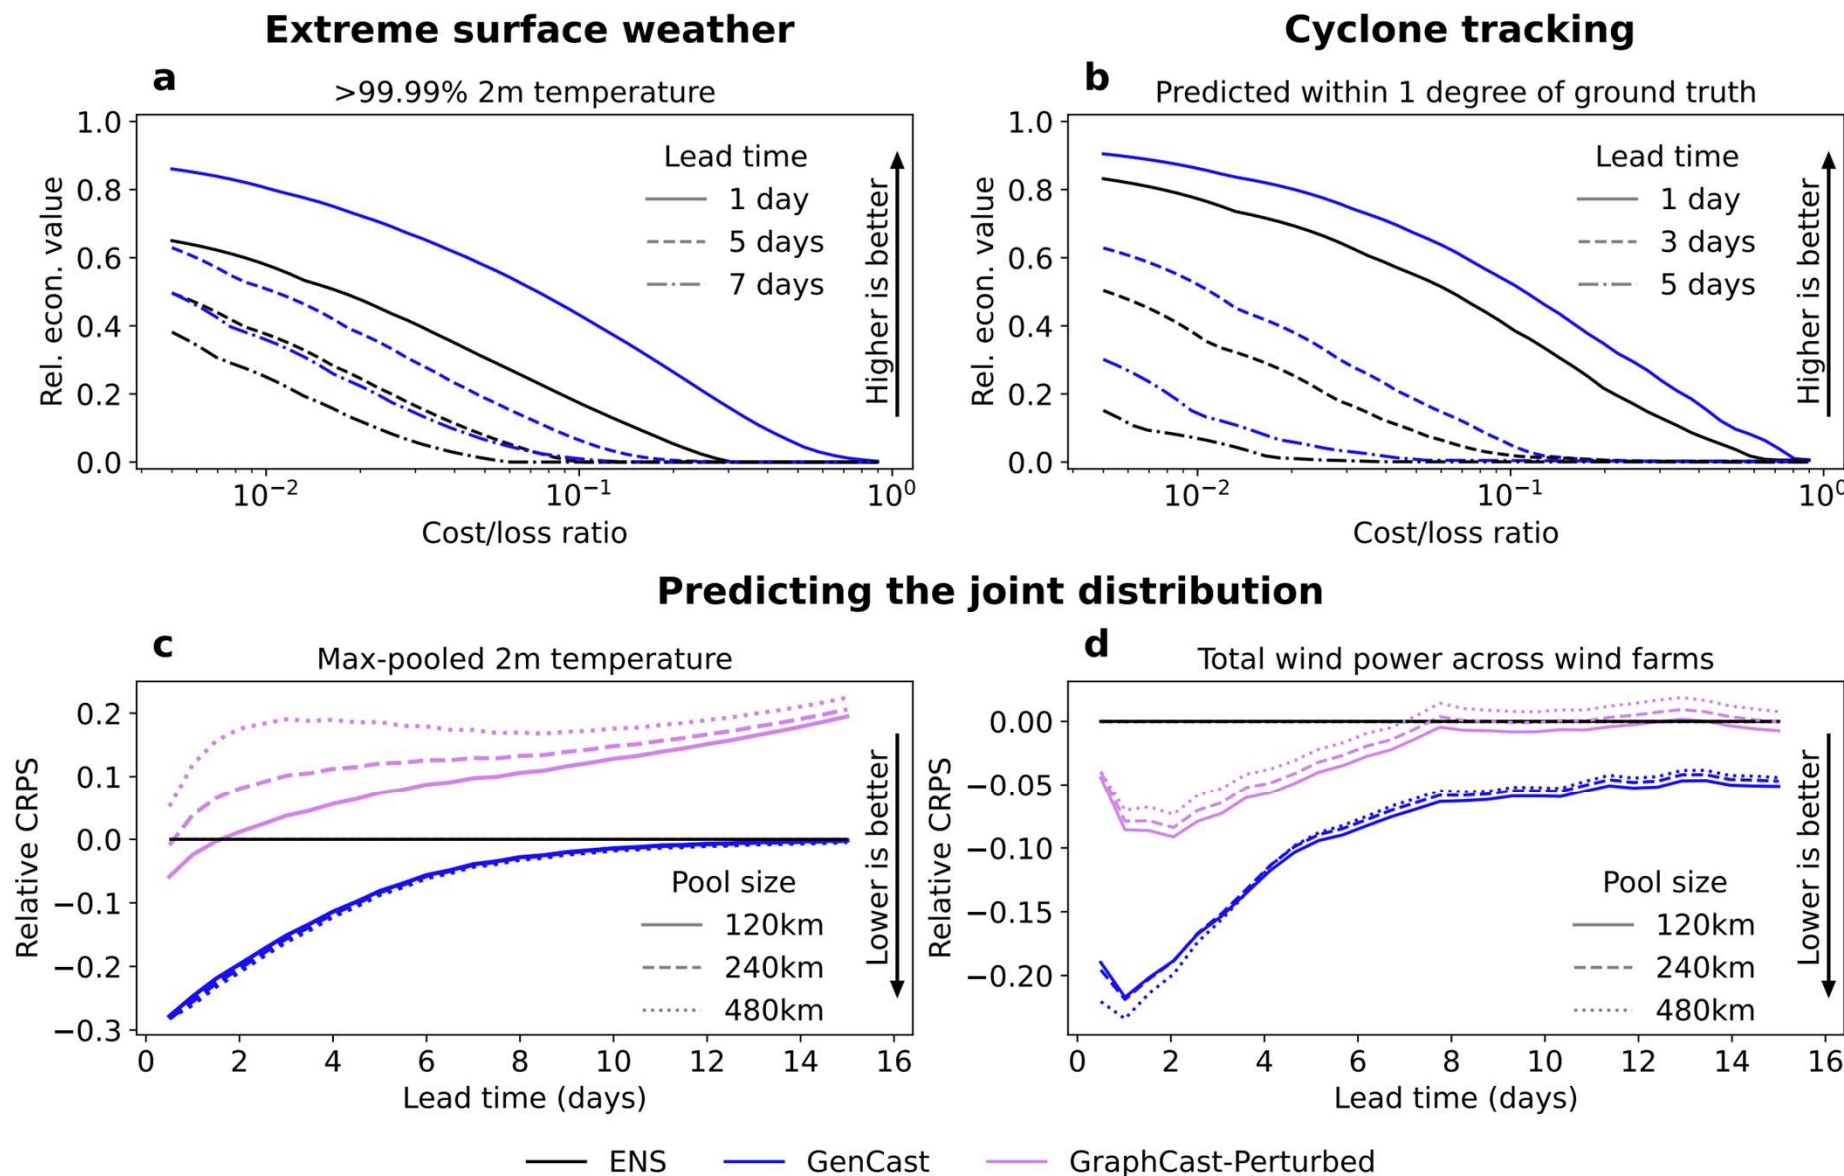 Extreme surface weather
Cyclone tracking
a
>99.99% 2m temperature
1.0
0.8
0.6
0.4
0.2
0.0
Rel. econ. value
Lead time
1 day
5 days
7 days
Higher is better
10⁻²
10⁻¹
10⁰
Cost/loss ratio
b
Predicted within 1 degree of ground truth
1.0
0.8
0.6
0.4
0.2
0.0
Rel. econ. value
Lead time
1 day
3 days
5 days
Higher is better
10⁻²
10⁻¹
10⁰
Cost/loss ratio
Predicting the joint distribution
c
Max-pooled 2m temperature
0.2
0.1
0.0
−0.1
−0.2
−0.3
Relative CRPS
Pool size
120km
240km
480km
Lower is better
0 2 4 6 8 10 12 14 16
Lead time (days)
d
Total wind power across wind farms
0.00
−0.05
−0.10
−0.15
−0.20
Relative CRPS
Pool size
120km
240km
480km
Lower is better
0 2 4 6 8 10 12 14 16
Lead time (days)
ENS GenCast GraphCast-Perturbed